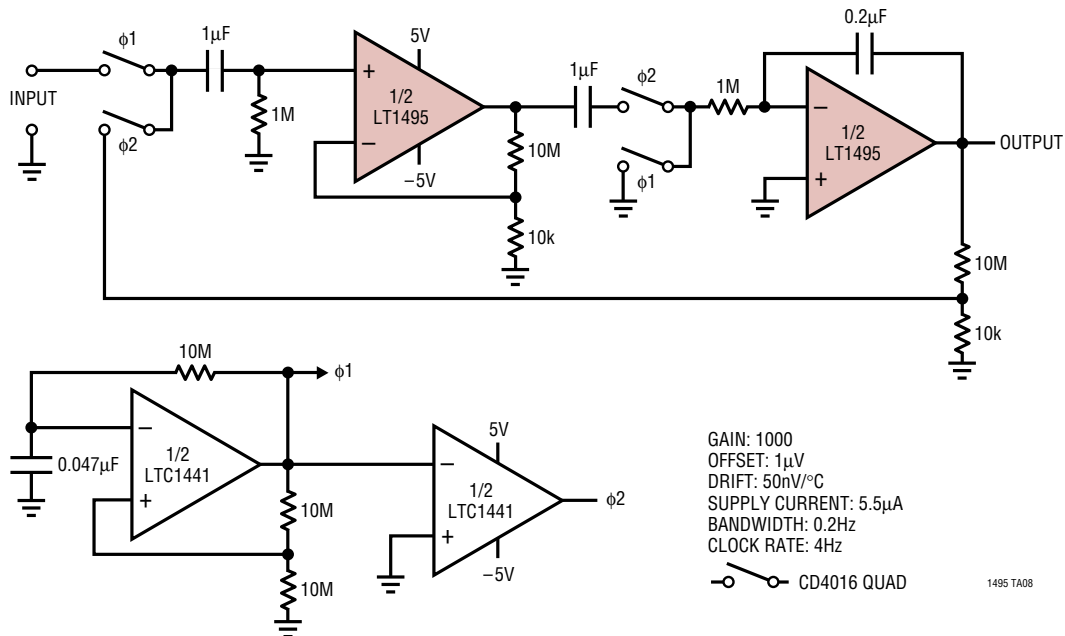 0.2µF
ϕ1
1µF
5V
1µF
ϕ2
+
1M
INPUT
1/2
LT1495
1M
−
1/2
LT1495
OUTPUT
ϕ2
−
10M
−5V
ϕ1
+
10k
10M
10k
10M
ϕ1
−
5V
0.047µF
1/2
LTC1441
−
+
10M
1/2
LTC1441
ϕ2
+
10M
−5V
GAIN: 1000
OFFSET: 1µV
DRIFT: 50nV/°C
SUPPLY CURRENT: 5.5µA
BANDWIDTH: 0.2Hz
CLOCK RATE: 4Hz
CD4016 QUAD
1495 TA08